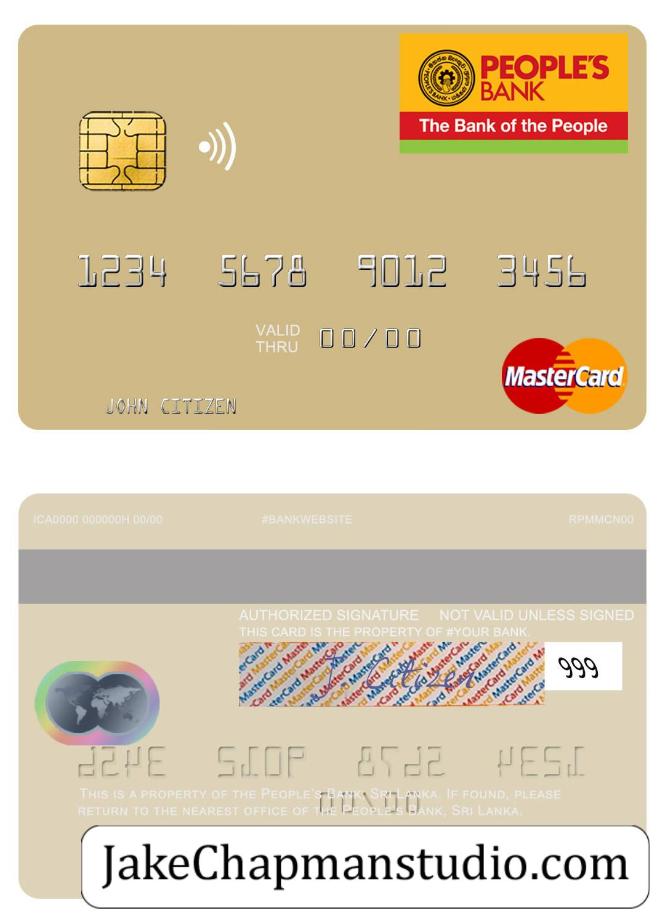 PEOPLE'S
BANK
The Bank of the People
1234 5678 9012 3456
VALID
THRU 00/00
JOHN CITIZEN
MasterCard
ICA0000 000000H 00/00 #BANKWEBSITE RPMMCN00
AUTHORIZED SIGNATURE NOT VALID UNLESS SIGNED
THIS CARD IS THE PROPERTY OF #YOUR BANK.
MasterCard
J Citizen
999
THIS IS A PROPERTY OF THE PEOPLE'S BANK, SRI LANKA. IF FOUND, PLEASE
RETURN TO THE NEAREST OFFICE OF THE PEOPLE'S BANK, SRI LANKA.
JakeChapmanstudio.com